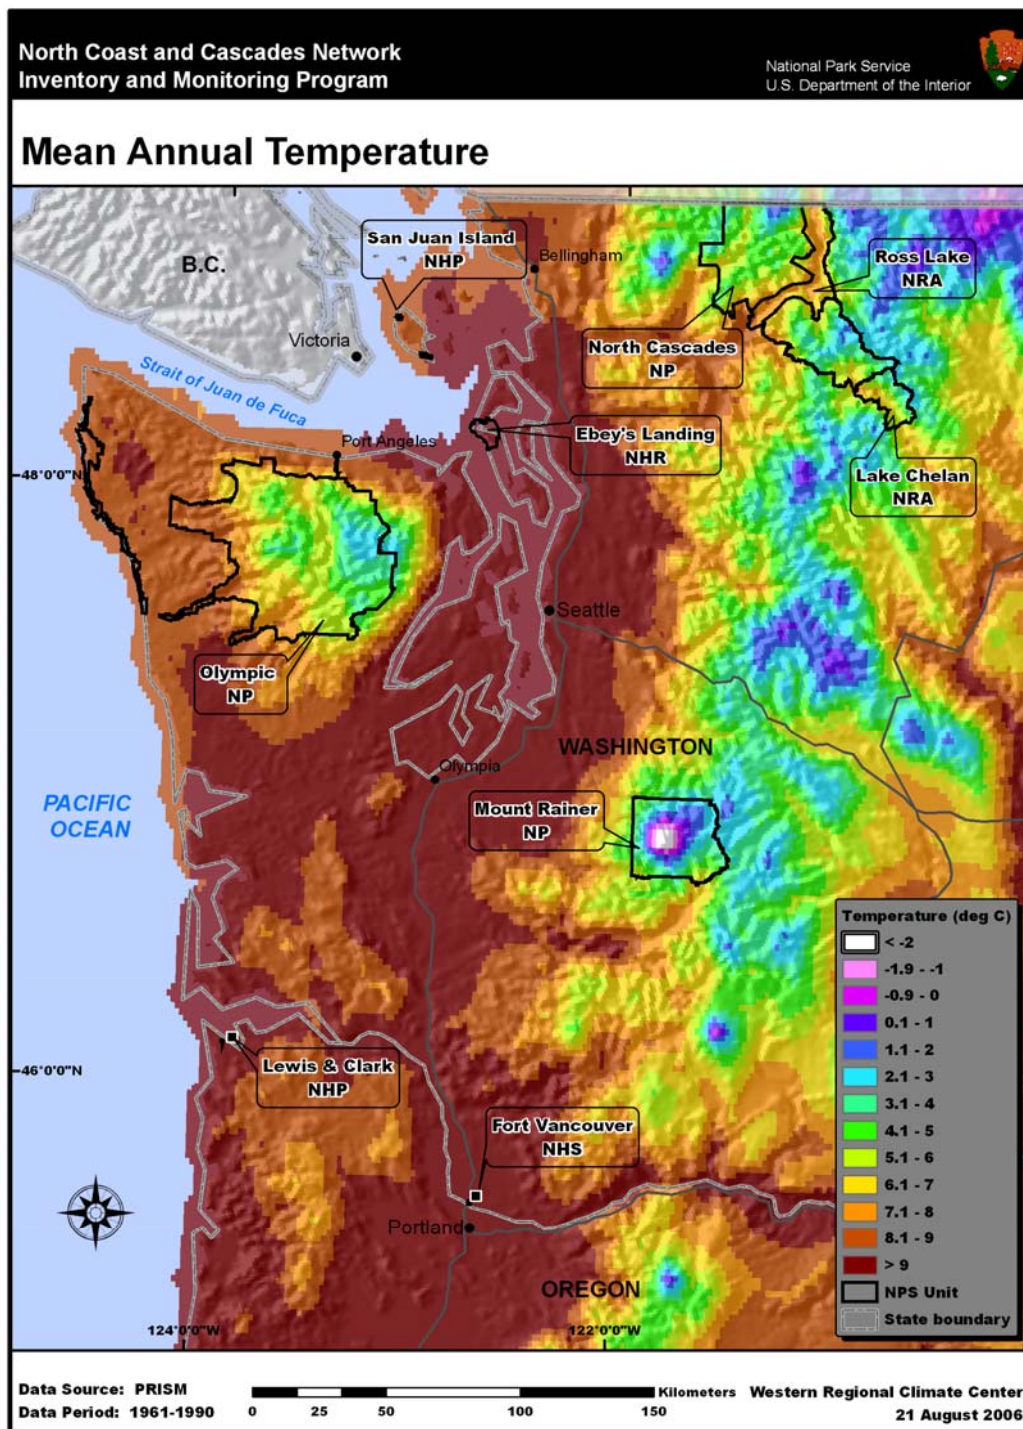 North Coast and Cascades Network
Inventory and Monitoring Program
National Park Service
U.S. Department of the Interior
Mean Annual Temperature
San Juan Island
NHP
B.C.
Bellingham
Ross Lake
NRA
Victoria
North Cascades
NP
Strait of Juan de Fuca
Port Angeles
Ebey's Landing
NHR
Lake Chelan
NRA
48°0'0"N
Seattle
Olympic
NP
WASHINGTON
Olympia
PACIFIC
OCEAN
Mount Rainer
NP
Temperature (deg C)
< -2
-1.9 - -1
-0.9 - 0
0.1 - 1
1.1 - 2
2.1 - 3
3.1 - 4
4.1 - 5
5.1 - 6
6.1 - 7
7.1 - 8
8.1 - 9
> 9
NPS Unit
State boundary
46°0'0"N
Lewis & Clark
NHP
Fort Vancouver
NHS
Portland
OREGON
124°0'0"W
122°0'0"W
Data Source: PRISM
Data Period: 1961-1990
Kilometers
0 25 50 100 150
Western Regional Climate Center
21 August 2006